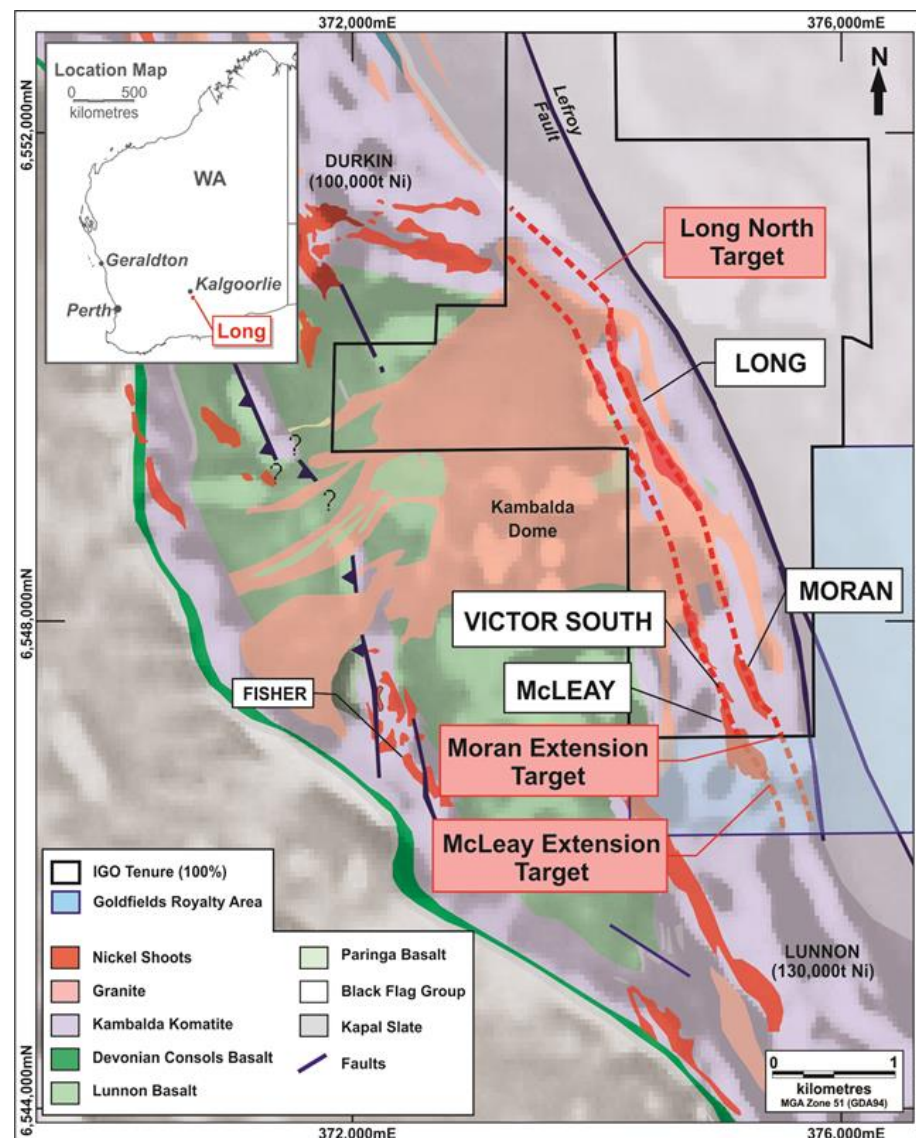 372,000mE
376,000mE
Location Map
0 500
kilometres
WA
Geraldton
Kalgoorlie
Perth
Long
N
6,552,000mN
Lefroy
Fault
DURKIN
(100,000t Ni)
Long North
Target
LONG
?
?
?
Kambalda
Dome
6,548,000mN
MORAN
VICTOR SOUTH
McLEAY
FISHER
Moran Extension
Target
McLeay Extension
Target
LUNNON
(130,000t Ni)
IGO Tenure (100%)
Goldfields Royalty Area
Nickel Shoots
Granite
Kambalda Komatite
Devonian Consols Basalt
Lunnon Basalt
Paringa Basalt
Black Flag Group
Kapal Slate
Faults
0 1
kilometres
MGA Zone 51 (GDA94)
6,544,000mN
372,000mE
376,000mE